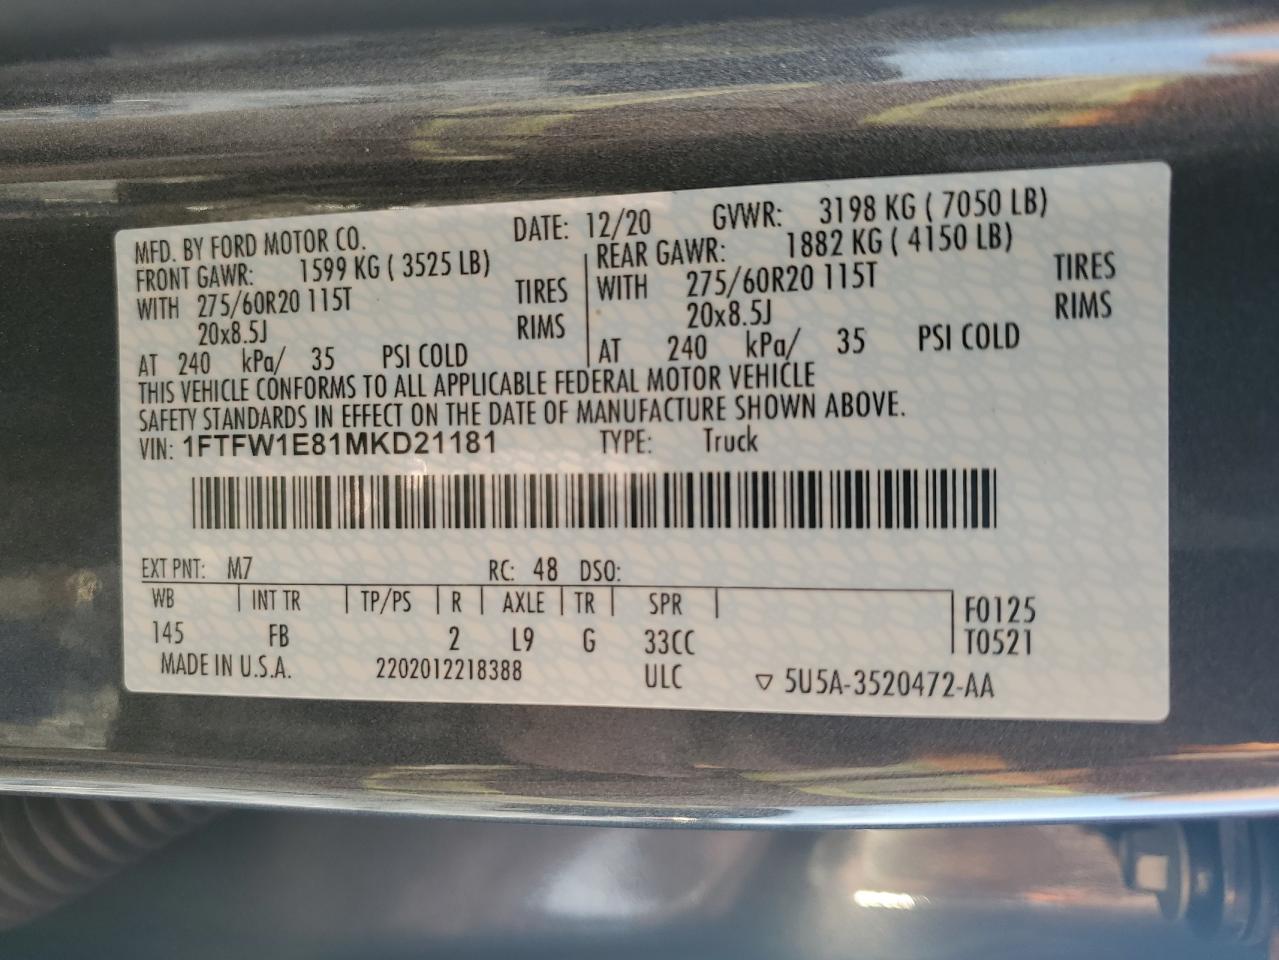 MFD. BY FORD MOTOR CO. DATE: 12/20 GVWR: 3198 KG ( 7050 LB)
FRONT GAWR: 1599 KG ( 3525 LB) REAR GAWR: 1882 KG ( 4150 LB)
WITH 275/60R20 115T TIRES WITH 275/60R20 115T TIRES
20x8.5J RIMS 20x8.5J RIMS
AT 240 kPa/ 35 PSI COLD AT 240 kPa/ 35 PSI COLD
THIS VEHICLE CONFORMS TO ALL APPLICABLE FEDERAL MOTOR VEHICLE
SAFETY STANDARDS IN EFFECT ON THE DATE OF MANUFACTURE SHOWN ABOVE.
VIN: 1FTFW1E81MKD21181 TYPE: Truck
EXT PNT: M7 RC: 48 DSO:
WB INT TR TP/PS R AXLE TR SPR F0125
145 FB 2 L9 G 33CC T0521
MADE IN U.S.A. 2202012218388 ULC ▽ 5U5A-3520472-AA